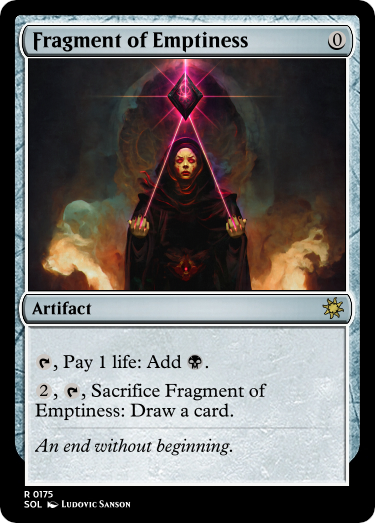 Fragment of Emptiness 0
Artifact
, Pay 1 life: Add .
2 , , Sacrifice Fragment of
Emptiness: Draw a card.
An end without beginning.
R 0175
SOL Ludovic Sanson